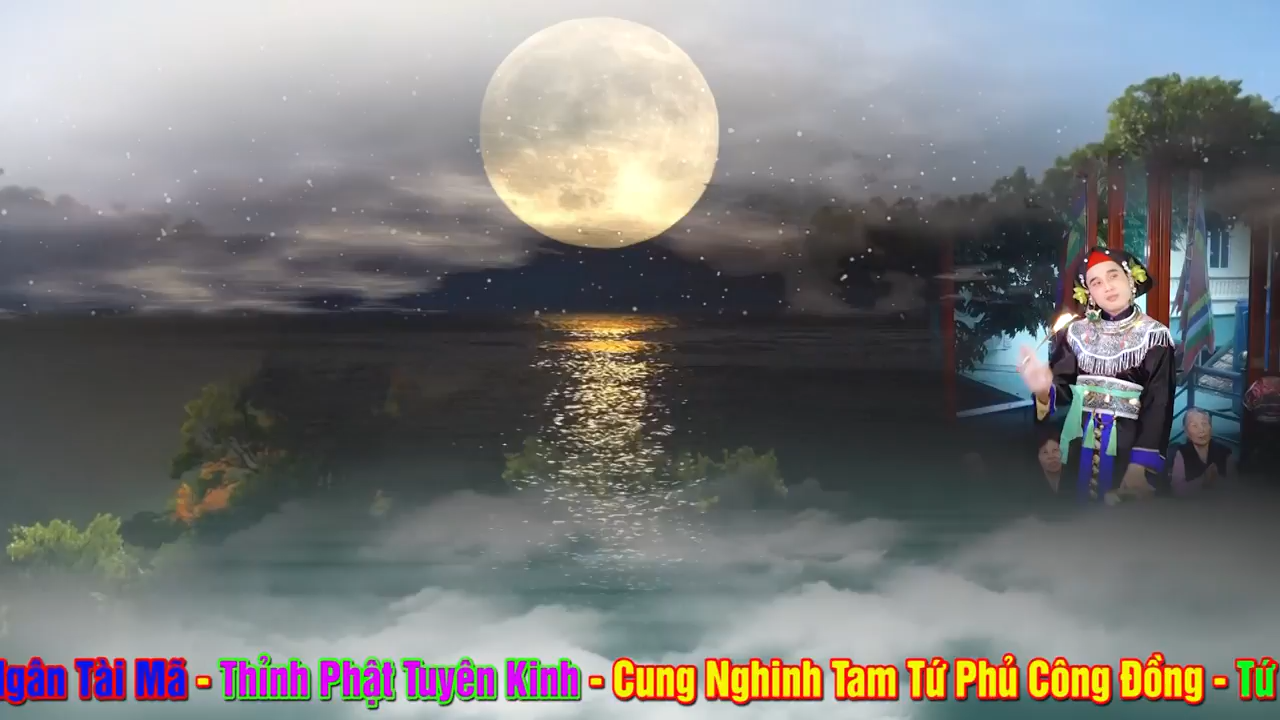 Ngân Tài Mã - Thỉnh Phật Tuyên Kinh - Cung Nghinh Tam Tứ Phủ Công Đồng - Tứ